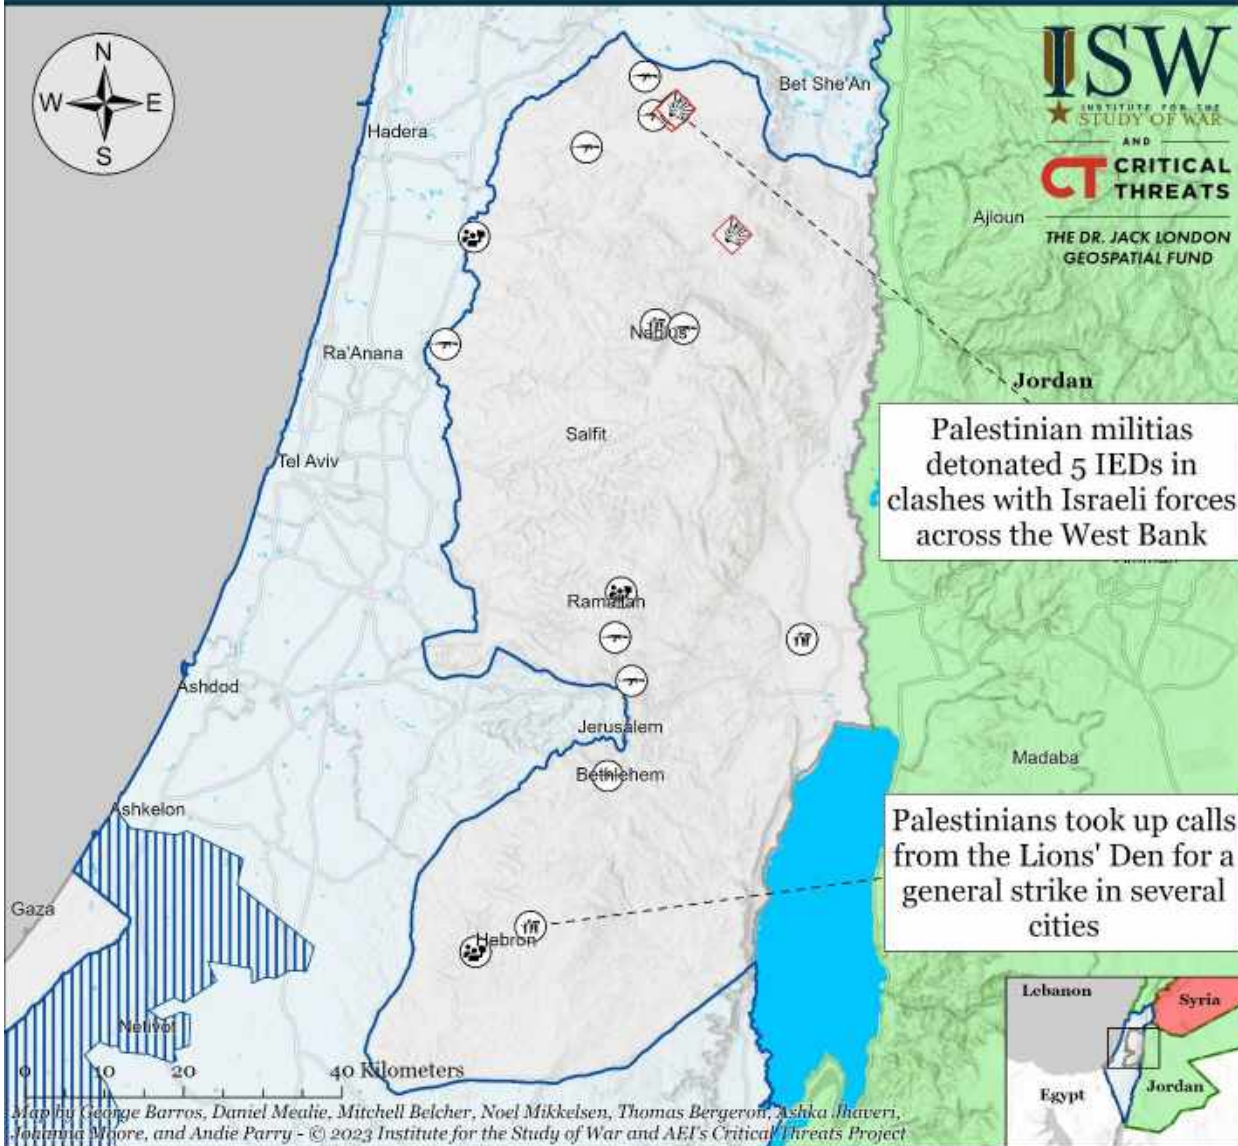 N
W
E
S
Hadera
Bet She'An
ISW
INSTITUTE FOR THE
STUDY OF WAR
AND
CT CRITICAL
THREATS
THE DR. JACK LONDON
GEOSPATIAL FUND
Ajloun
Nablus
Ra'Anana
Jordan
Salfit
Tel Aviv
Palestinian militias
detonated 5 IEDs in
clashes with Israeli forces
across the West Bank
Ramallah
Ashdod
Jerusalem
Madaba
Bethlehem
Ashkelon
Palestinians took up calls
from the Lions' Den for a
general strike in several
cities
Gaza
Hebron
Netivot
Lebanon
Syria
Egypt
Jordan
0 10 20 40 Kilometers
Map by George Barros, Daniel Mealie, Mitchell Belcher, Noel Mikkelsen, Thomas Bergeron, Ashka Jhaveri,
Johanna Moore, and Andie Parry - © 2023 Institute for the Study of War and AEI's Critical Threats Project